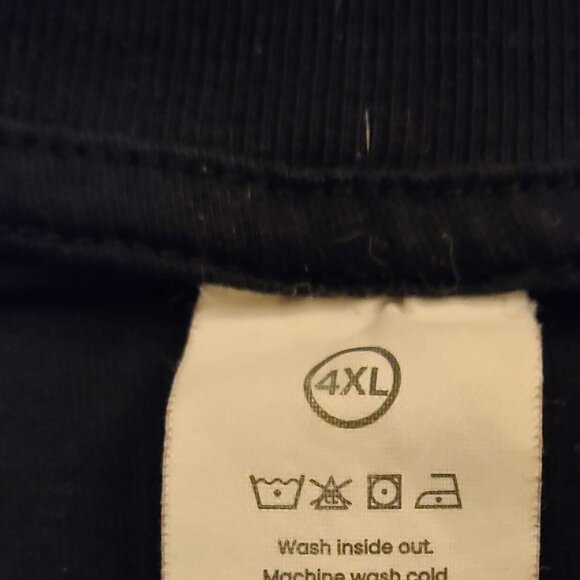 4XL
Wash inside out.
Machine wash cold